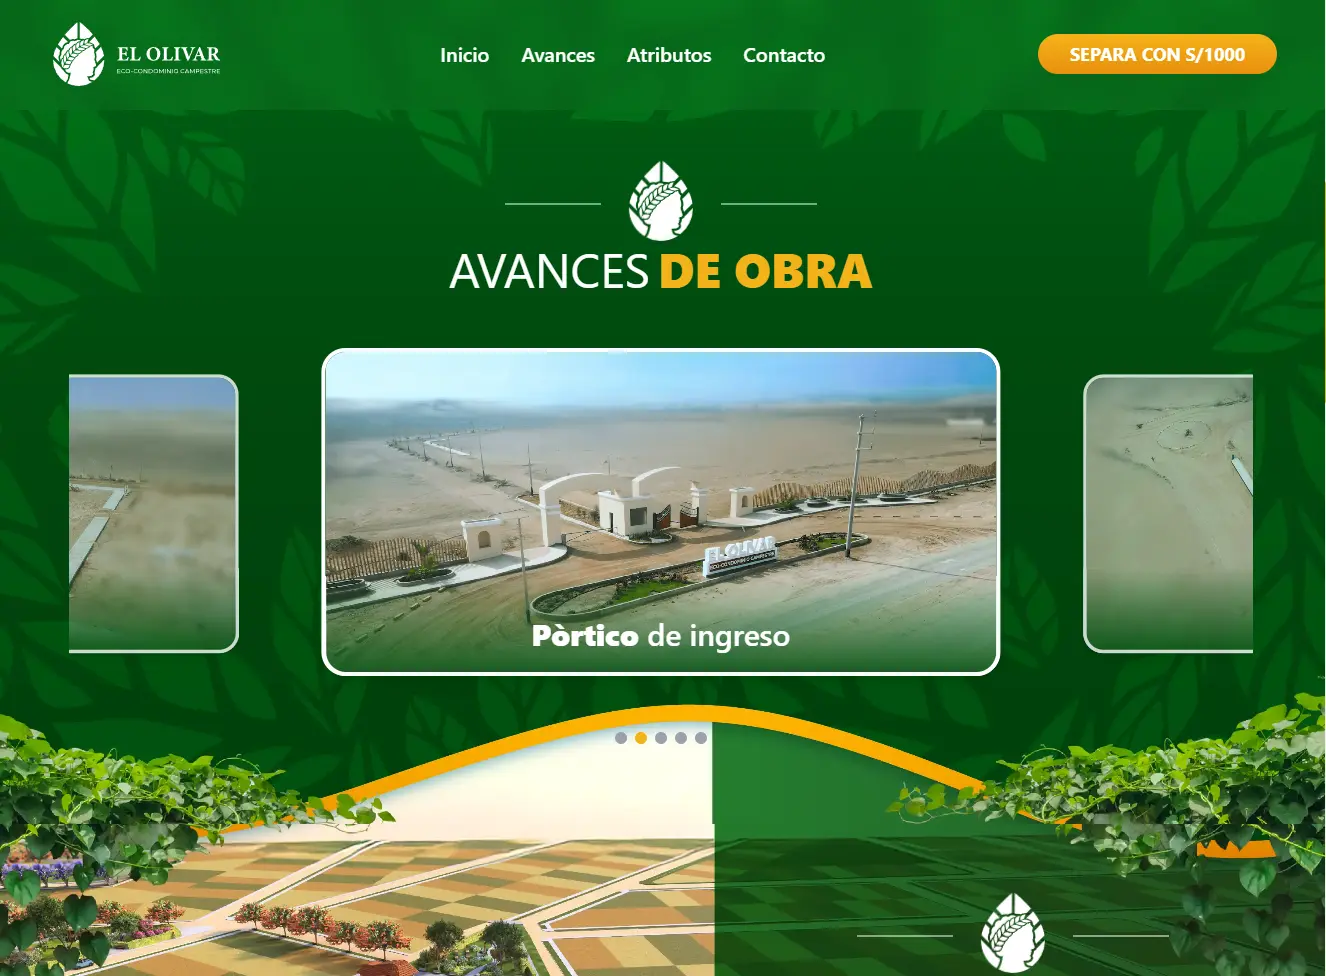 EL OLIVAR
ECO-CONDOMINIO CAMPESTRE
Inicio
Avances
Atributos
Contacto
SEPARA CON S/1000
AVANCES DE OBRA
EL OLIVAR
ECO-CONDOMINIO CAMPESTRE
Pòrtico de ingreso